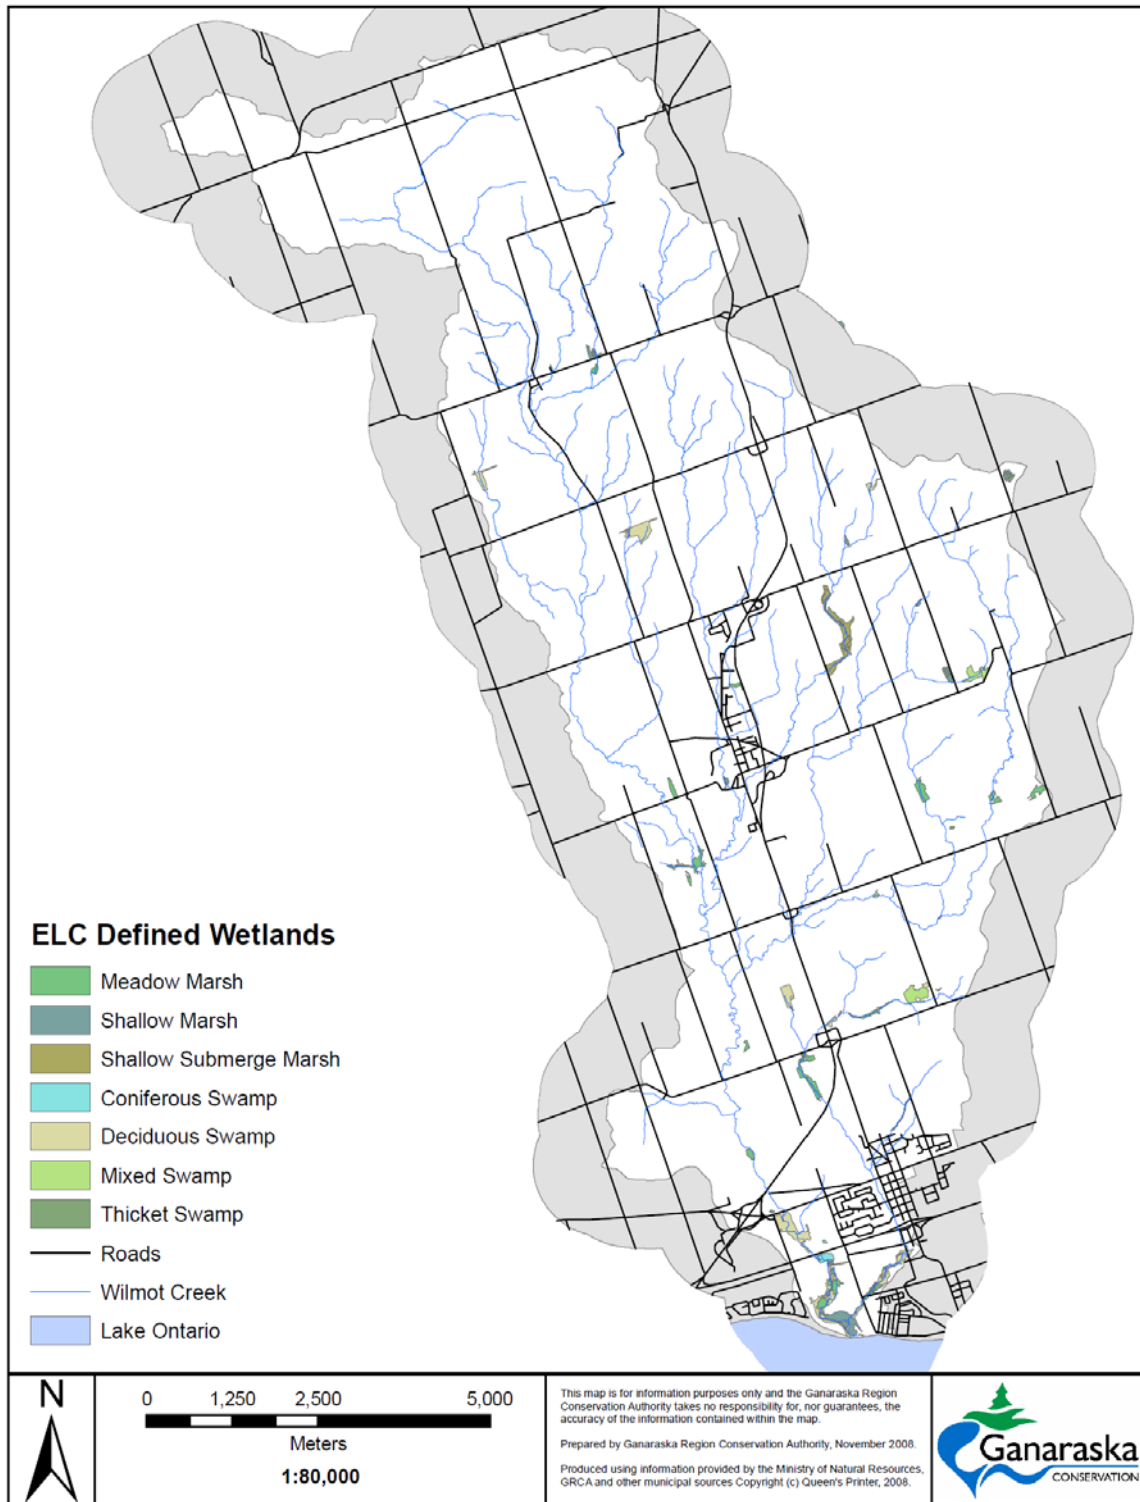 ELC Defined Wetlands
Meadow Marsh
Shallow Marsh
Shallow Submerge Marsh
Coniferous Swamp
Deciduous Swamp
Mixed Swamp
Thicket Swamp
Roads
Wilmot Creek
Lake Ontario
N
0 1,250 2,500 5,000
Meters
1:80,000
This map is for information purposes only and the Ganaraska Region
Conservation Authority takes no responsibility for, nor guarantees, the
accuracy of the information contained within the map.
Prepared by Ganaraska Region Conservation Authority, November 2008.
Produced using information provided by the Ministry of Natural Resources,
GRCA and other municipal sources Copyright (c) Queen's Printer, 2008.
Ganaraska
CONSERVATION